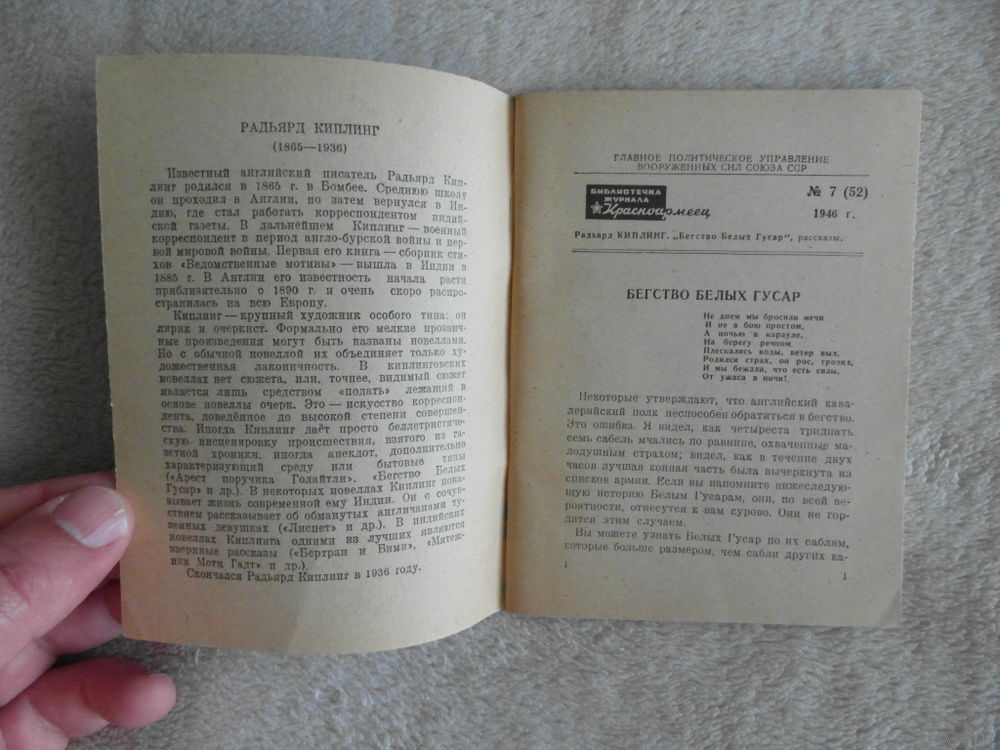 РАДЬЯРД КИПЛИНГ
(1865—1936)
Известный английский писатель Радьярд Кип-
линг родился в 1865 г. в Бомбее. Среднюю школу
он проходил в Англии, но затем вернулся в Ин-
дию, где стал работать корреспондентом индий-
ской газеты. В дальнейшем Киплинг — военный
корреспондент в период англо-бурской войны и пер-
вой мировой войны. Первая его книга — сборник сти-
хов «Ведомственные мотивы» — вышла в Индии в
1885 г. В Англии его известность начала расти
приблизительно с 1890 г. и очень скоро распро-
странилась на всю Европу.
Киплинг — крупный художник особого типа: он
лирик и очеркист. Формально его мелкие прозаич-
ные произведения могут быть названы новеллами.
Но с обычной новеллой их объединяет только ху-
дожественная лаконичность. В киплинговских
новеллах нет сюжета, или, точнее, видимый сюжет
является лишь средством «подать» лежащий в
основе новеллы очерк. Это — искусство корреспон-
дента, доведённое до высокой степени совершен-
ства. Иногда Киплинг даёт просто беллетристиче-
скую инсценировку происшествия, взятого из га-
зетной хроники, иногда анекдот, дополнительно
характеризующий среду или бытовые типы
(«Арест поручика Голайтли», «Бегство Белых
Гусар» и др.). В некоторых новеллах Киплинг пока-
зывает жизнь современной ему Индии. Он с сочув-
ствием рассказывает об обманутых англичанами ту-
земных девушках («Лиспет» и др.). В индийских
новеллах Киплинга одними из лучших являются
звериные рассказы («Бертран и Бими», «Мятеж-
ник Моти Гадт» и др.).
Скончался Радьярд Киплинг в 1936 году.
ГЛАВНОЕ ПОЛИТИЧЕСКОЕ УПРАВЛЕНИЕ
ВООРУЖЕННЫХ СИЛ СОЮЗА ССР
БИБЛИОТЕЧКА
ЖУРНАЛА
Красноармеец
№ 7 (52)
1946 г.
Радьярд КИПЛИНГ. „Бегство Белых Гусар“, рассказы.
БЕГСТВО БЕЛЫХ ГУСАР
Не днем мы бросили мечи
И не в бою простом,
А ночью в карауле,
На берегу речном.
Плескались воды, ветер выл,
Родился страх, он рос, грозил,
И мы бежали, что есть силы,
От ужаса в ночи!
Некоторые утверждают, что английский кава-
лерийский полк неспособен обратиться в бегство.
Это ошибка. Я видел, как четыреста тридцать
семь сабель мчались по равнине, охваченные ма-
лодушным страхом; видел, как в течение двух
часов лучшая конная часть была вычеркнута из
списков армии. Если вы напомните нижеследую-
щую историю Белым Гусарам, они, по всей ве-
роятности, отнесутся к вам сурово. Они не гор-
дятся этим случаем.
Вы можете узнать Белых Гусар по их саблям,
которые больше размером, чем сабли других ка-
1
1